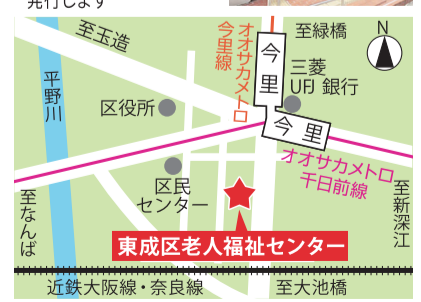 発行します
至玉造
オオサカメトロ
今里線
至緑橋
N
今里
三菱
UFJ 銀行
平野川
区役所
今里
オオサカメトロ
千日前線
区民
センター
至なんば
至新深江
東成区老人福祉センター
近鉄大阪線・奈良線
至大池橋